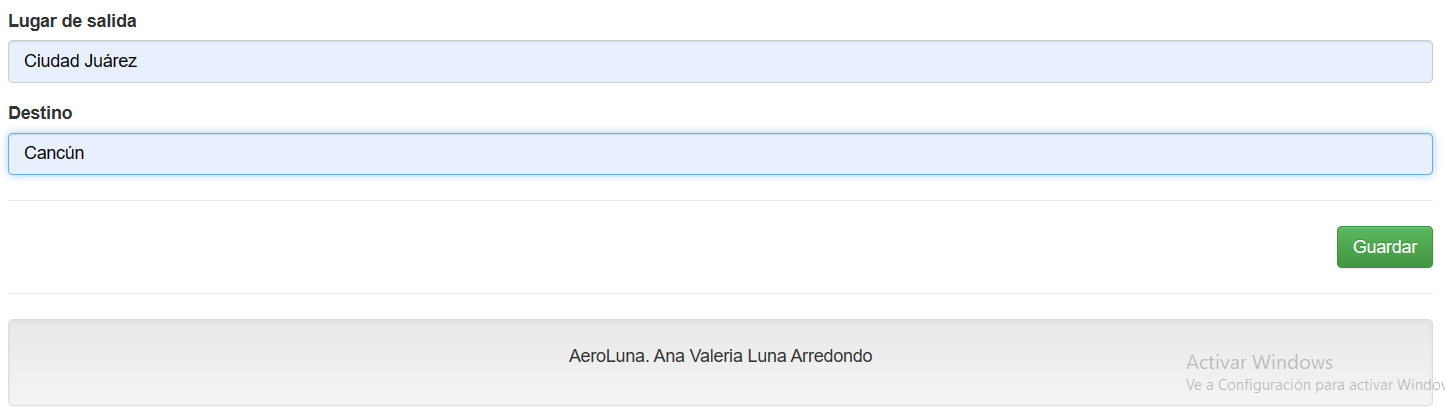 Lugar de salida
Ciudad Juárez
Destino
Cancún
Guardar
AeroLuna. Ana Valeria Luna Arredondo
Activar Windows
Ve a Configuración para activar Window